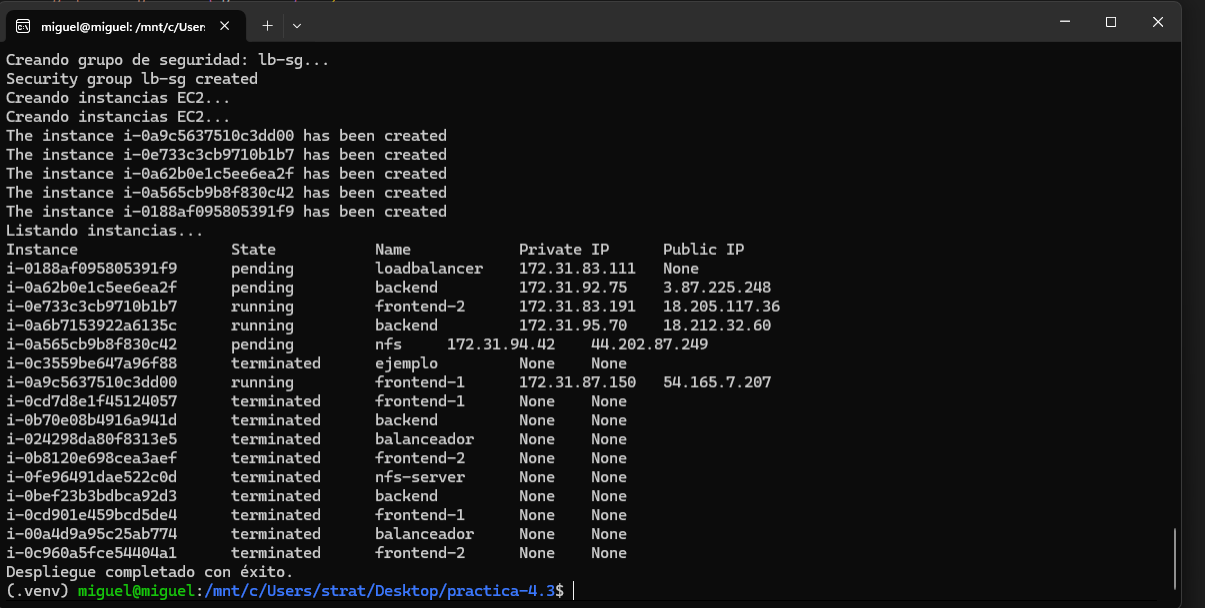 miguel@miguel: /mnt/c/User:
Creando grupo de seguridad: lb-sg...
Security group lb-sg created
Creando instancias EC2...
Creando instancias EC2...
The instance i-0a9c5637510c3dd00 has been created
The instance i-0e733c3cb9710b1b7 has been created
The instance i-0a62b0e1c5ee6ea2f has been created
The instance i-0a565cb9b8f830c42 has been created
The instance i-0188af095805391f9 has been created
Listando instancias...
Instance State Name Private IP Public IP
i-0188af095805391f9 pending loadbalancer 172.31.83.111 None
i-0a62b0e1c5ee6ea2f pending backend 172.31.92.75 3.87.225.248
i-0e733c3cb9710b1b7 running frontend-2 172.31.83.191 18.205.117.36
i-0a6b7153922a6135c running backend 172.31.95.70 18.212.32.60
i-0a565cb9b8f830c42 pending nfs 172.31.94.42 44.202.87.249
i-0c3559be647a96f88 terminated ejemplo None None
i-0a9c5637510c3dd00 running frontend-1 172.31.87.150 54.165.7.207
i-0cd7d8e1f45124057 terminated frontend-1 None None
i-0b70e08b4916a941d terminated backend None None
i-024298da80f8313e5 terminated balanceador None None
i-0b8120e698cea3aef terminated frontend-2 None None
i-0fe96491dae522c0d terminated nfs-server None None
i-0bef23b3bdbca92d3 terminated backend None None
i-0cd901e459bcd5de4 terminated frontend-1 None None
i-00a4d9a95c25ab774 terminated balanceador None None
i-0c960a5fce54404a1 terminated frontend-2 None None
Despliegue completado con éxito.
(.venv) miguel@miguel:/mnt/c/Users/strat/Desktop/practica-4.3$